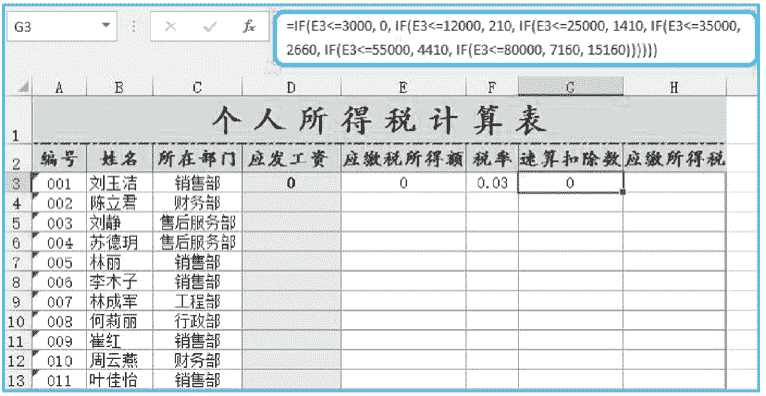 G3
fx
=IF(E3<=3000, 0, IF(E3<=12000, 210, IF(E3<=25000, 1410, IF(E3<=35000,
2660, IF(E3<=55000, 4410, IF(E3<=80000, 7160, 15160))))))
A B C D E F G H
1 个人所得税计算表
2 编号 姓名 所在部门 应发工资 应缴税所得额 税率 速算扣除数 应缴所得税
3 001 刘玉洁 销售部 0 0 0.03 0
4 002 陈立君 财务部
5 003 刘静 售后服务部
6 004 苏德玥 售后服务部
7 005 林丽 销售部
8 006 李木子 销售部
9 007 林成军 工程部
10 008 何莉丽 行政部
11 009 崔红 销售部
12 010 周云燕 财务部
13 011 叶佳怡 销售部